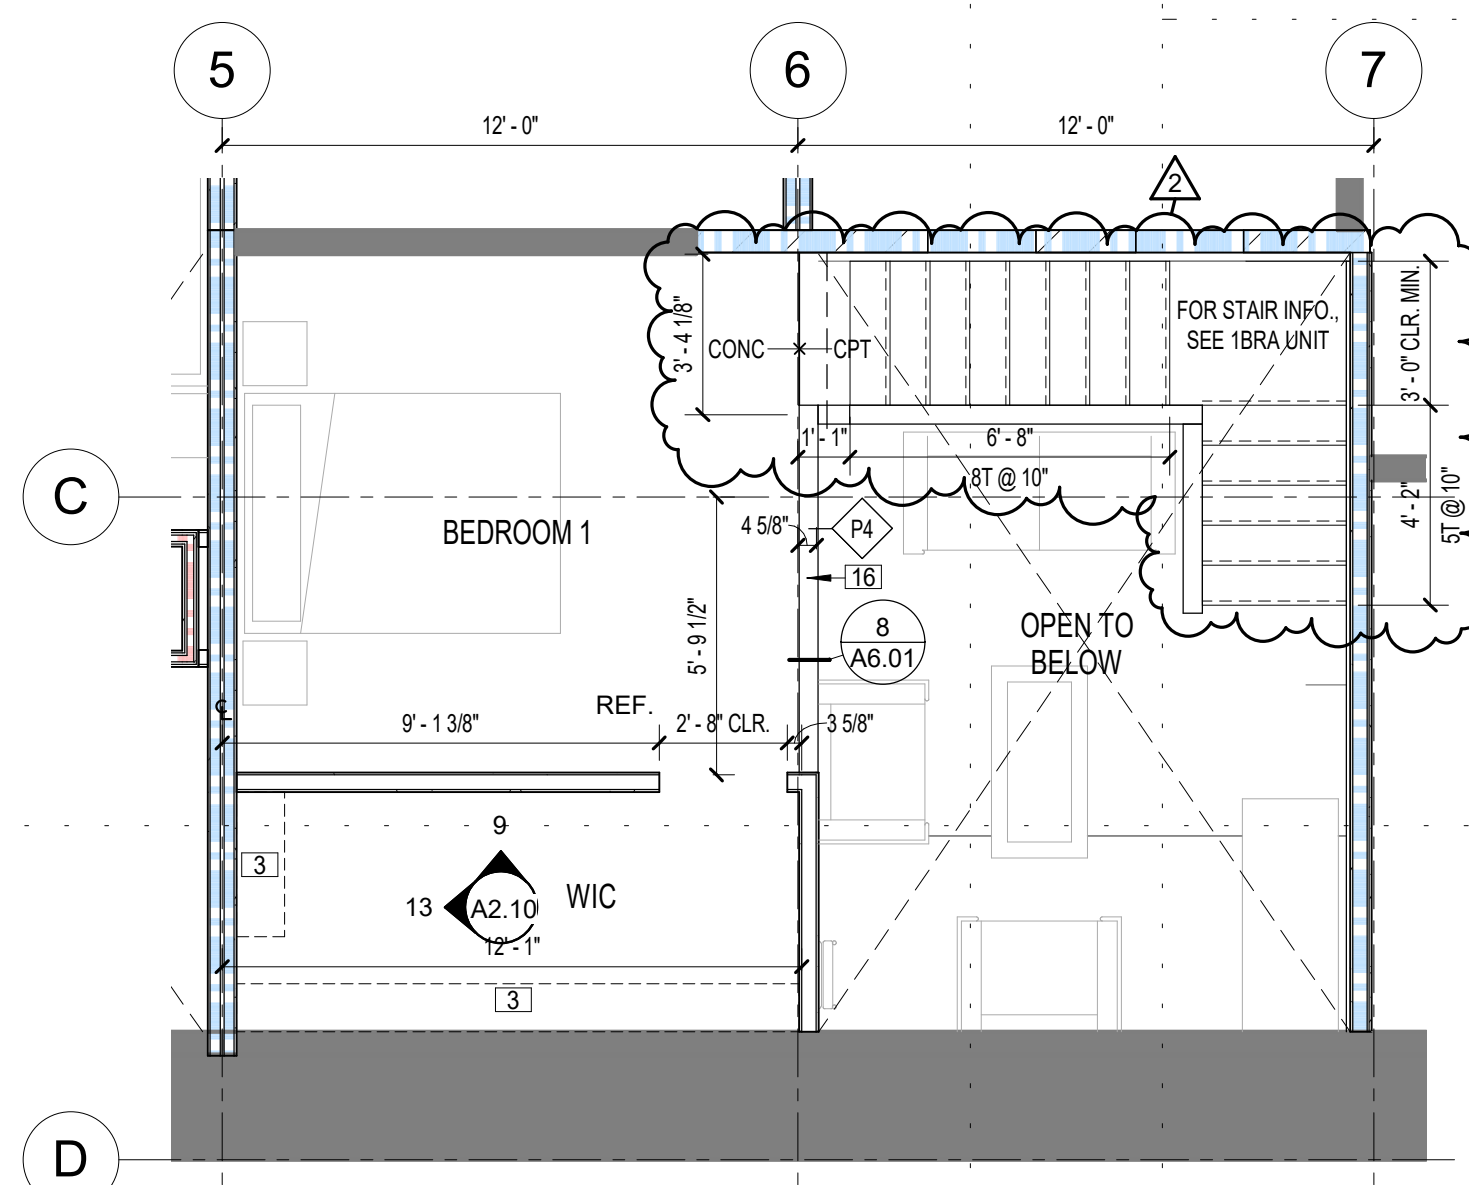 5
6
7
12' - 0"
12' - 0"
2
3' - 4 1/8"
CONC
CPT
FOR STAIR INFO.,
SEE 1BRA UNIT
3' - 0" CLR. MIN.
1' - 1"
6' - 8"
8T @ 10"
4' - 2"
5T@ 10"
C
BEDROOM 1
4 5/8"
P4
16
8
A6.01
OPEN TO
BELOW
5' - 9 1/2"
REF.
CL
9' - 1 3/8"
2' - 8" CLR.
3 5/8"
9
3
13
A2.10
WIC
12' - 1"
3
D